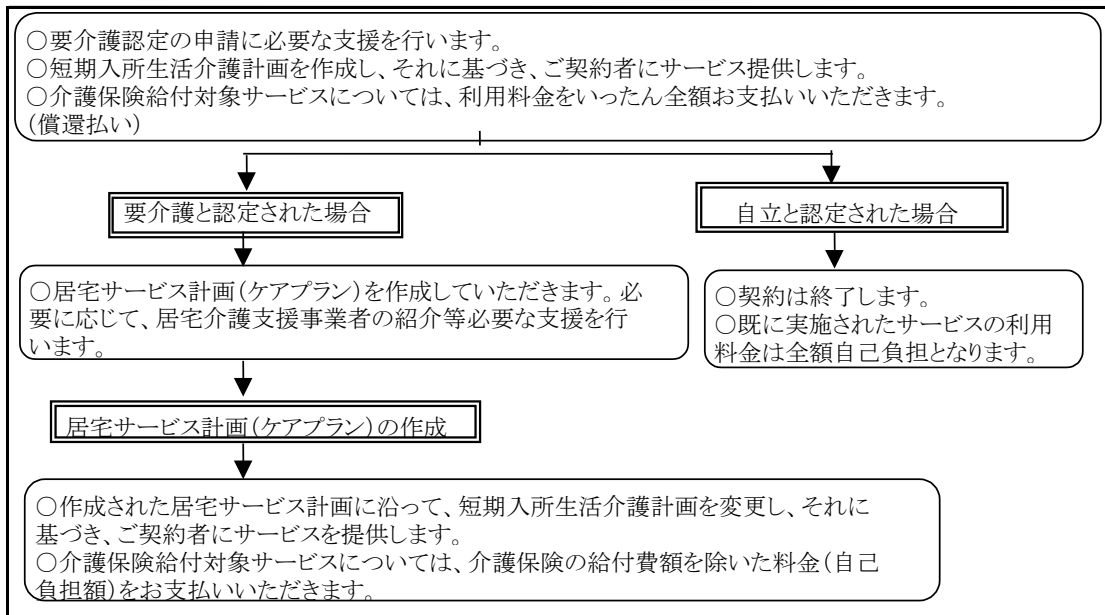 ○要介護認定の申請に必要な支援を行います。
○短期入所生活介護計画を作成し、それに基づき、ご契約者にサービス提供します。
○介護保険給付対象サービスについては、利用料金をいったん全額お支払いいただきます。
(償還払い)
要介護と認定された場合
自立と認定された場合
○居宅サービス計画(ケアプラン)を作成していただきます。必
要に応じて、居宅介護支援事業者の紹介等必要な支援を行
います。
○契約は終了します。
○既に実施されたサービスの利用
料金は全額自己負担となります。
居宅サービス計画(ケアプラン)の作成
○作成された居宅サービス計画に沿って、短期入所生活介護計画を変更し、それに
基づき、ご契約者にサービスを提供します。
○介護保険給付対象サービスについては、介護保険の給付費額を除いた料金(自己
負担額)をお支払いいただきます。